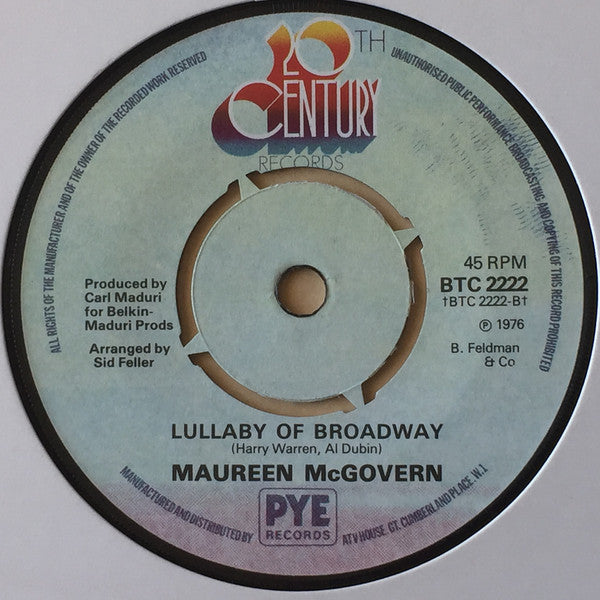 20TH
CENTURY
RECORDS
ALL RIGHTS OF THE MANUFACTURER AND OF THE OWNER OF THE RECORDED WORK RESERVED
UNAUTHORISED PUBLIC PERFORMANCE BROADCASTING AND COPYING OF THIS RECORD PROHIBITED
Produced by
Carl Maduri
for Belkin-
Maduri Prods
Arranged by
Sid Feller
45 RPM
BTC 2222
†BTC 2222-B†
℗ 1976
B. Feldman
& Co
LULLABY OF BROADWAY
(Harry Warren, Al Dubin)
MAUREEN McGOVERN
MANUFACTURED AND DISTRIBUTED BY
PYE
RECORDS
ATV HOUSE, GT. CUMBERLAND PLACE, W.1